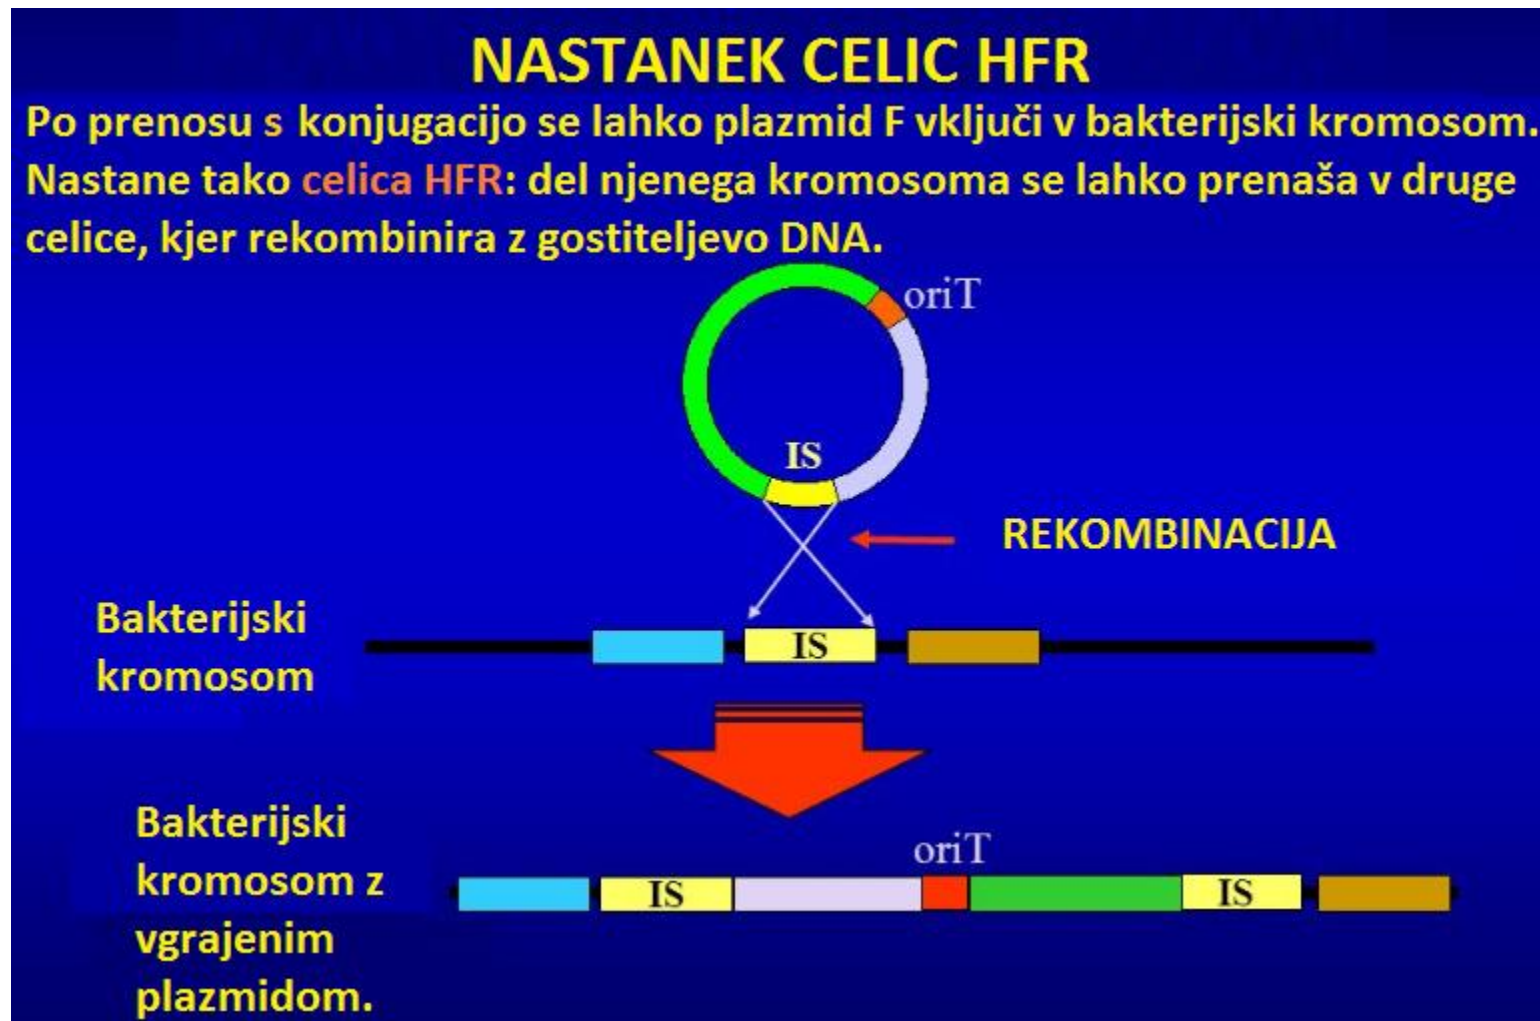 NASTANEK CELIC HFR
Po prenosu s konjugacijo se lahko plazmid F vključi v bakterijski kromosom.
Nastane tako celica HFR: del njenega kromosoma se lahko prenaša v druge
celice, kjer rekombinira z gostiteljevo DNA.
oriT
IS
REKOMBINACIJA
Bakterijski
kromosom
IS
Bakterijski
kromosom z
vgrajenim
plazmidom.
oriT
IS
IS